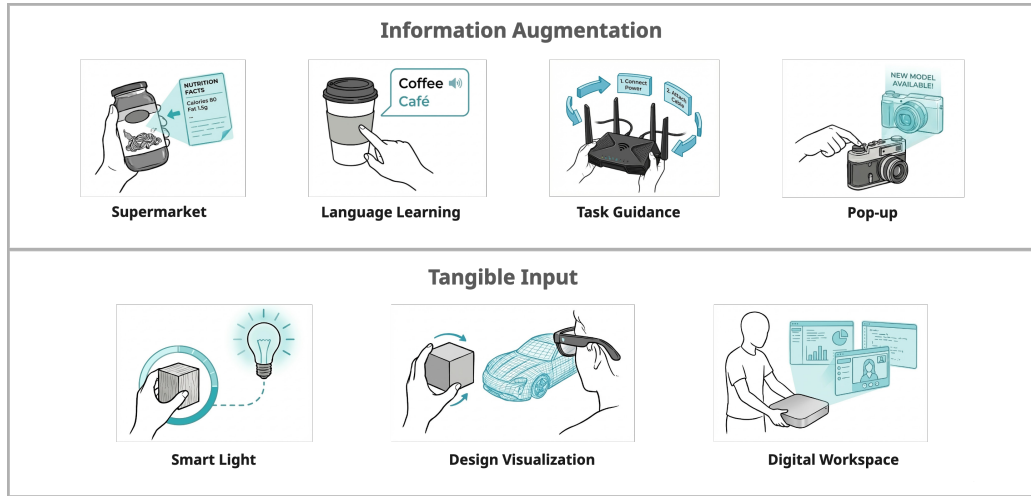 Information Augmentation
NUTRITION
FACTS
Calories 80
Fat 1.5g
Coffee
Café
1. Connect
Power
2. Attach
Cable
NEW MODEL
AVAILABLE!
Supermarket
Language Learning
Task Guidance
Pop-up
Tangible Input
Smart Light
Design Visualization
Digital Workspace